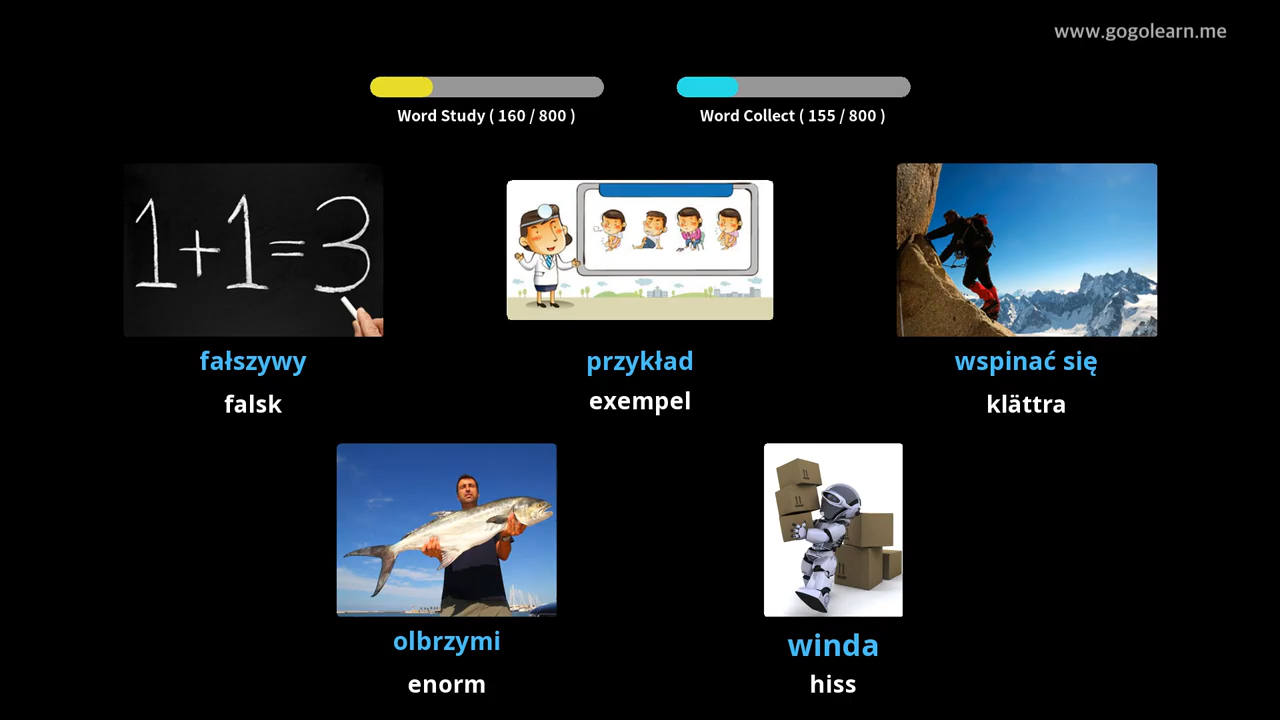 www.gogolearn.me
Word Study ( 160 / 800 )
Word Collect ( 155 / 800 )
1+1=3
fałszywy
falsk
przykład
exempel
wspinać się
klättra
olbrzymi
enorm
winda
hiss